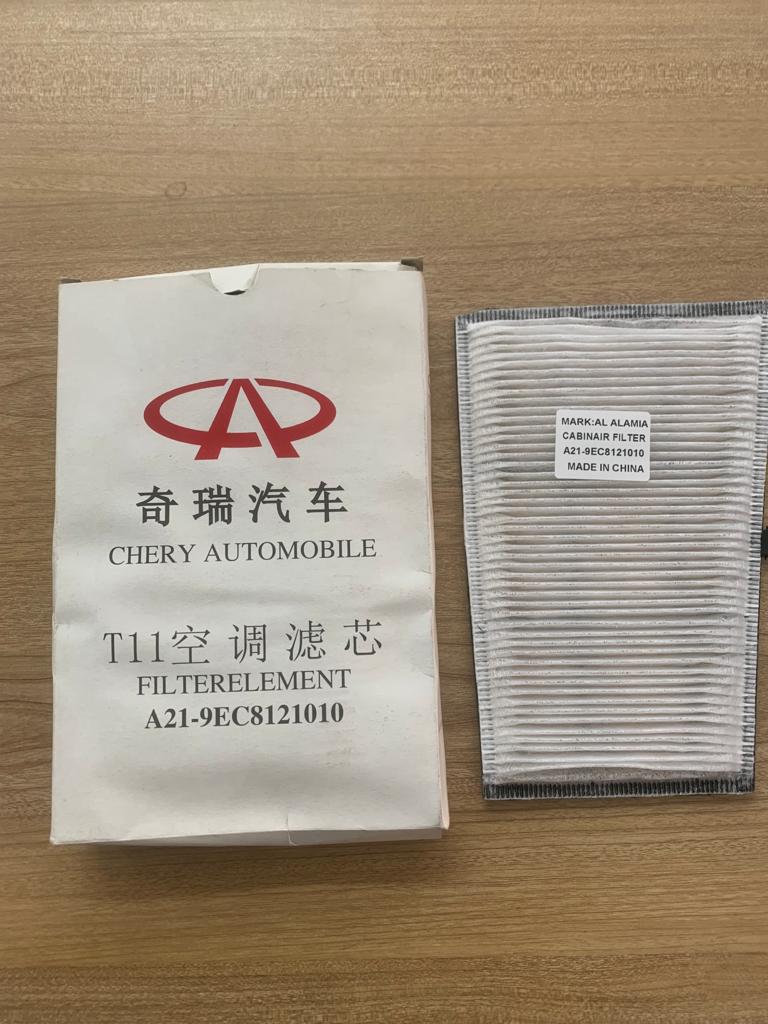 奇瑞汽车
CHERY AUTOMOBILE
T11空调滤芯
FILTERELEMENT
A21-9EC8121010
MARK:AL ALAMIA
CABINAIR FILTER
A21-9EC8121010
MADE IN CHINA